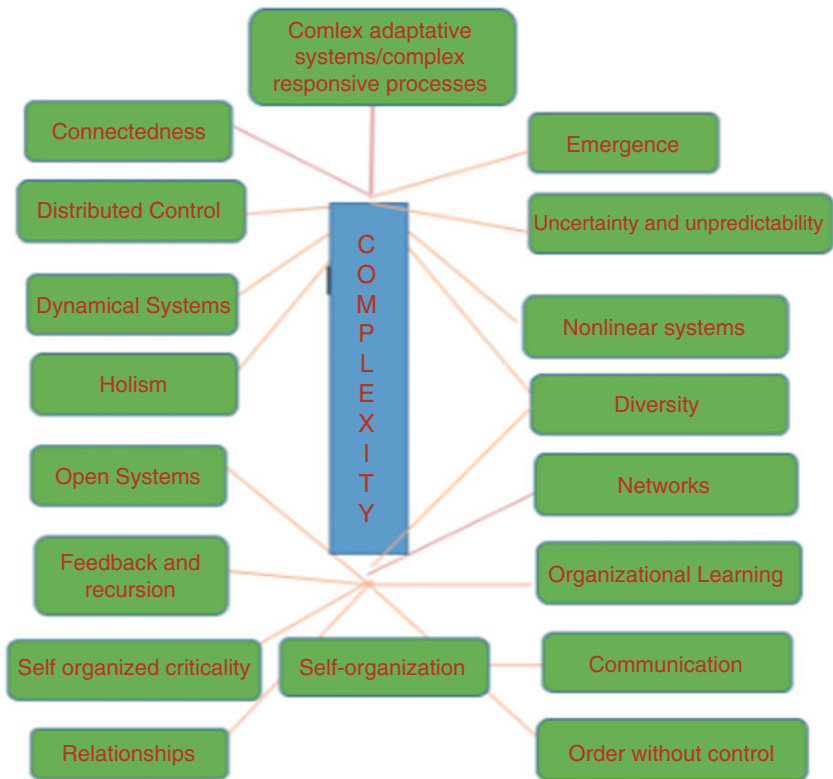 Comlex adaptative
systems/complex
responsive processes
Connectedness
Emergence
Distributed Control
Uncertainty and unpredictability
COMPLEXITY
Dynamical Systems
Nonlinear systems
Holism
Diversity
Open Systems
Networks
Feedback and
recursion
Organizational Learning
Self organized criticality
Self-organization
Communication
Relationships
Order without control